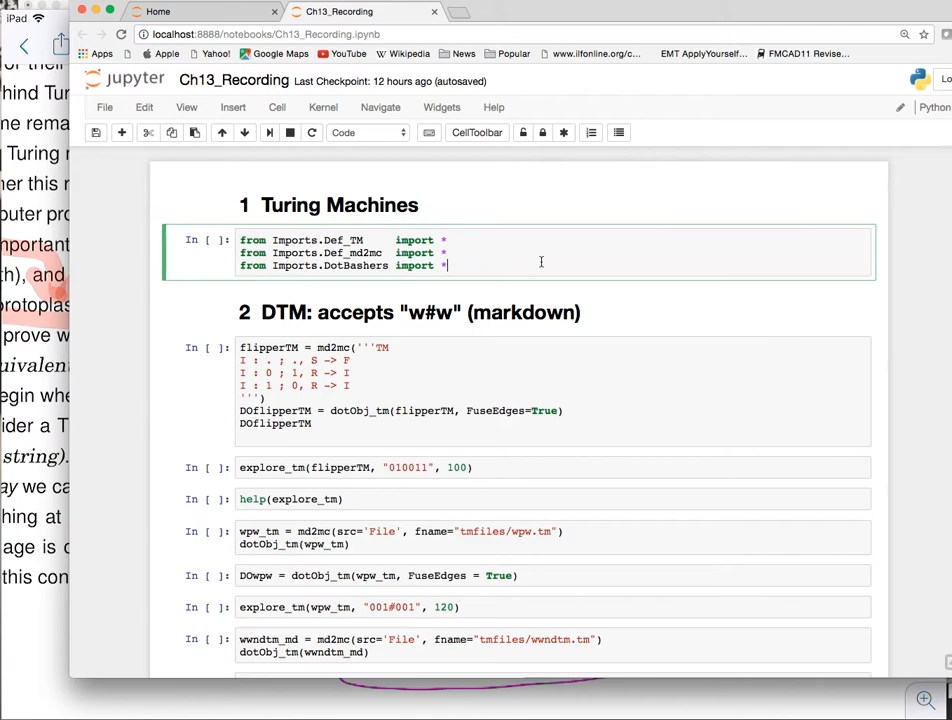 iPad
Home
Ch13_Recording
localhost:8888/notebooks/Ch13_Recording.ipynb
Apps Apple Yahoo! Google Maps YouTube Wikipedia News Popular www.ilfonline.org/c... EMT ApplyYourself... FMCAD11 Revise...
jupyter Ch13_Recording Last Checkpoint: 12 hours ago (autosaved)
File Edit View Insert Cell Kernel Navigate Widgets Help
Python
Code CellToolbar
1 Turing Machines
In [ ]: from Imports.Def_TM import *
from Imports.Def_md2mc import *
from Imports.DotBashers import *
2 DTM: accepts "w#w" (markdown)
In [ ]: flipperTM = md2mc('''TM
I : . ; ., S -> F
I : 0 ; 1, R -> I
I : 1 ; 0, R -> I
''')
DOflipperTM = dotObj_tm(flipperTM, FuseEdges=True)
DOflipperTM
In [ ]: explore_tm(flipperTM, "010011", 100)
In [ ]: help(explore_tm)
In [ ]: wpw_tm = md2mc(src='File', fname="tmfiles/wpw.tm")
dotObj_tm(wpw_tm)
In [ ]: DOwpw = dotObj_tm(wpw_tm, FuseEdges = True)
In [ ]: explore_tm(wpw_tm, "001#001", 120)
In [ ]: wwndtm_md = md2mc(src='File', fname="tmfiles/wwndtm.tm")
dotObj_tm(wwndtm_md)
of their
hind Tur
me rema
Turing r
her this r
puter pro
mportant
th), and
protoplas
prove w
quivalent
egin whe
ider a T
string).
ay we ca
hing at
age is c
this con